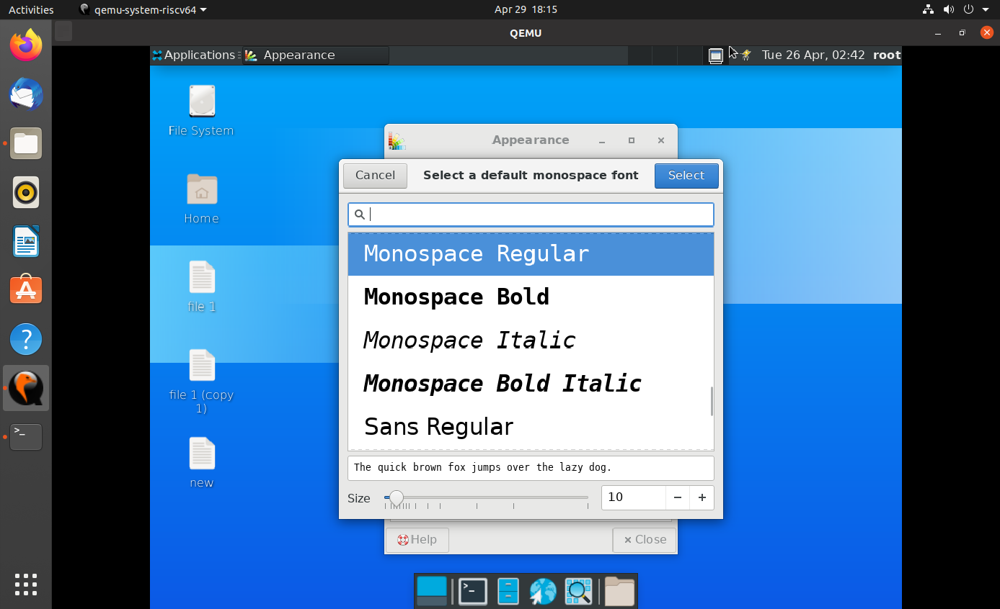 Activities
qemu-system-riscv64
Apr 29 18:15
QEMU
Applications
Appearance
Tue 26 Apr, 02:42
root
File System
Home
file 1
file 1 (copy
1)
new
Appearance
Cancel
Select a default monospace font
Select
Monospace Regular
Monospace Bold
Monospace Italic
Monospace Bold Italic
Sans Regular
The quick brown fox jumps over the lazy dog.
Size
10
Help
Close